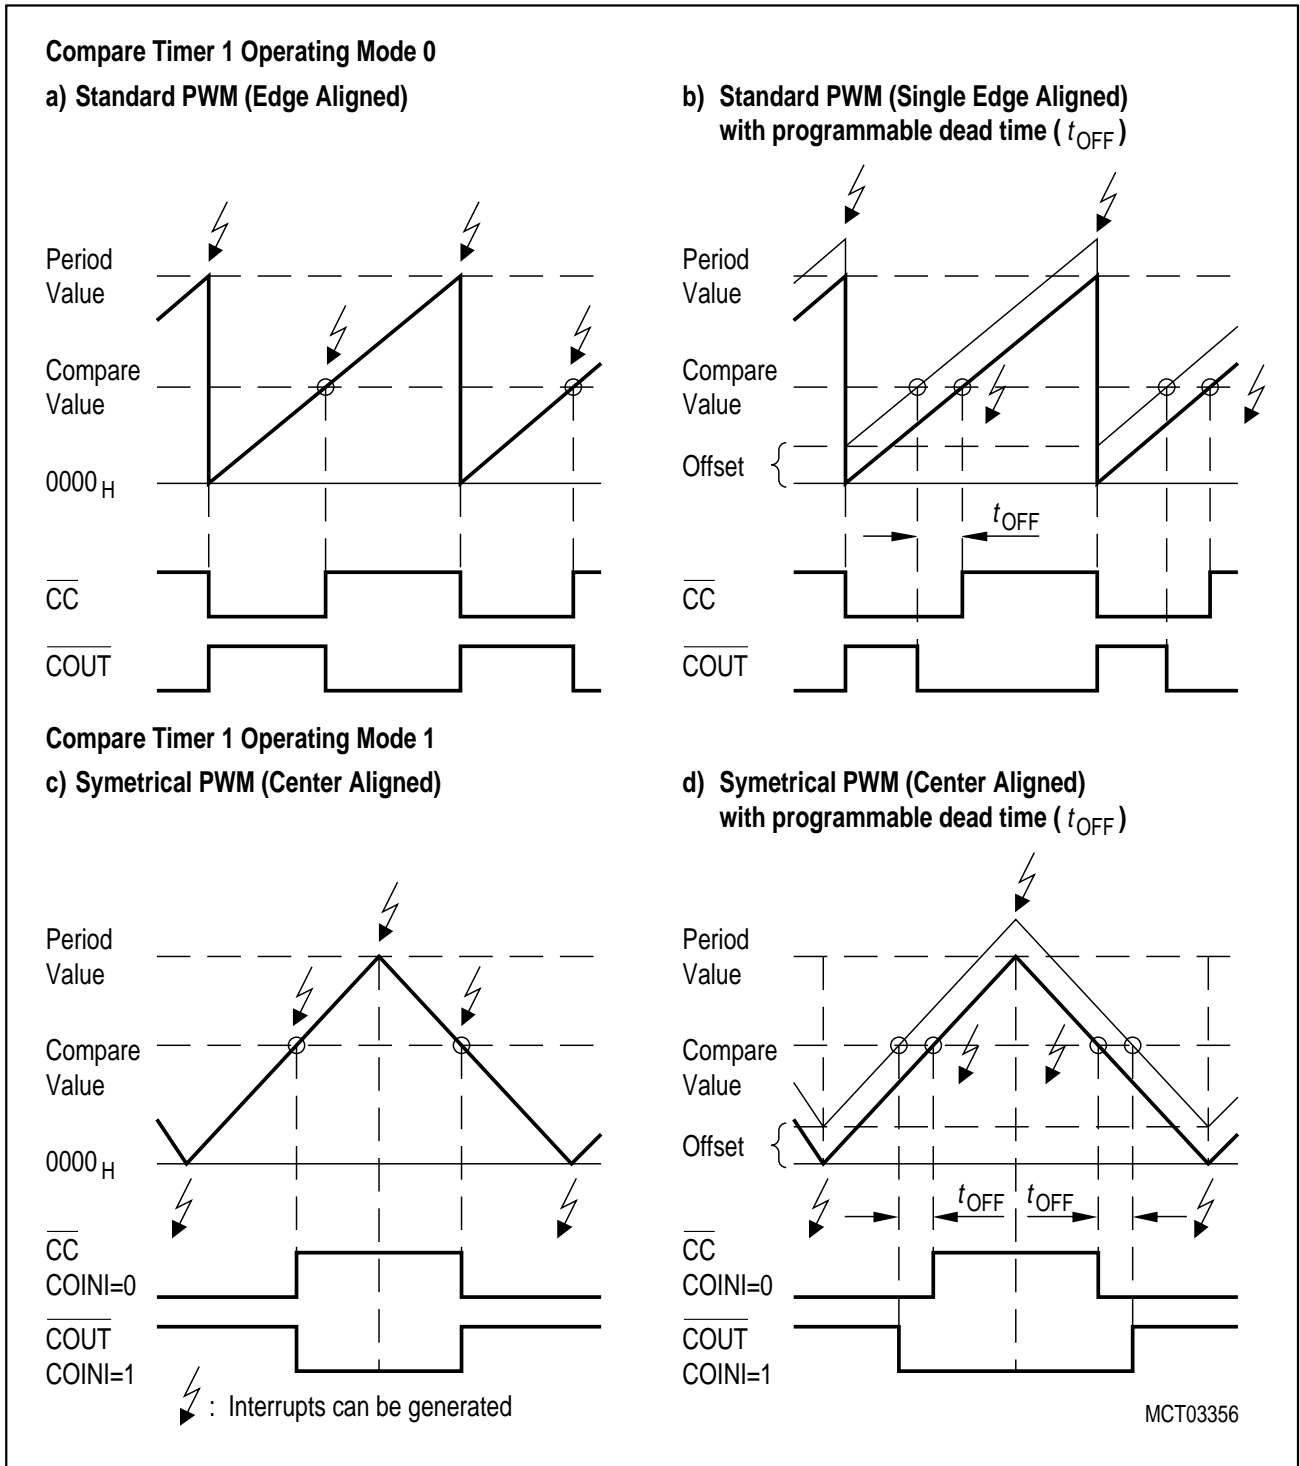 Compare Timer 1 Operating Mode 0
a) Standard PWM (Edge Aligned)
Period
Value
Compare
Value
0000 H
CC
COUT
b) Standard PWM (Single Edge Aligned)
with programmable dead time ( tOFF )
Period
Value
Compare
Value
Offset
tOFF
CC
COUT
Compare Timer 1 Operating Mode 1
c) Symetrical PWM (Center Aligned)
Period
Value
Compare
Value
0000 H
CC
COINI=0
COUT
COINI=1
: Interrupts can be generated
d) Symetrical PWM (Center Aligned)
with programmable dead time ( tOFF )
Period
Value
Compare
Value
Offset
tOFF tOFF
CC
COINI=0
COUT
COINI=1
MCT03356